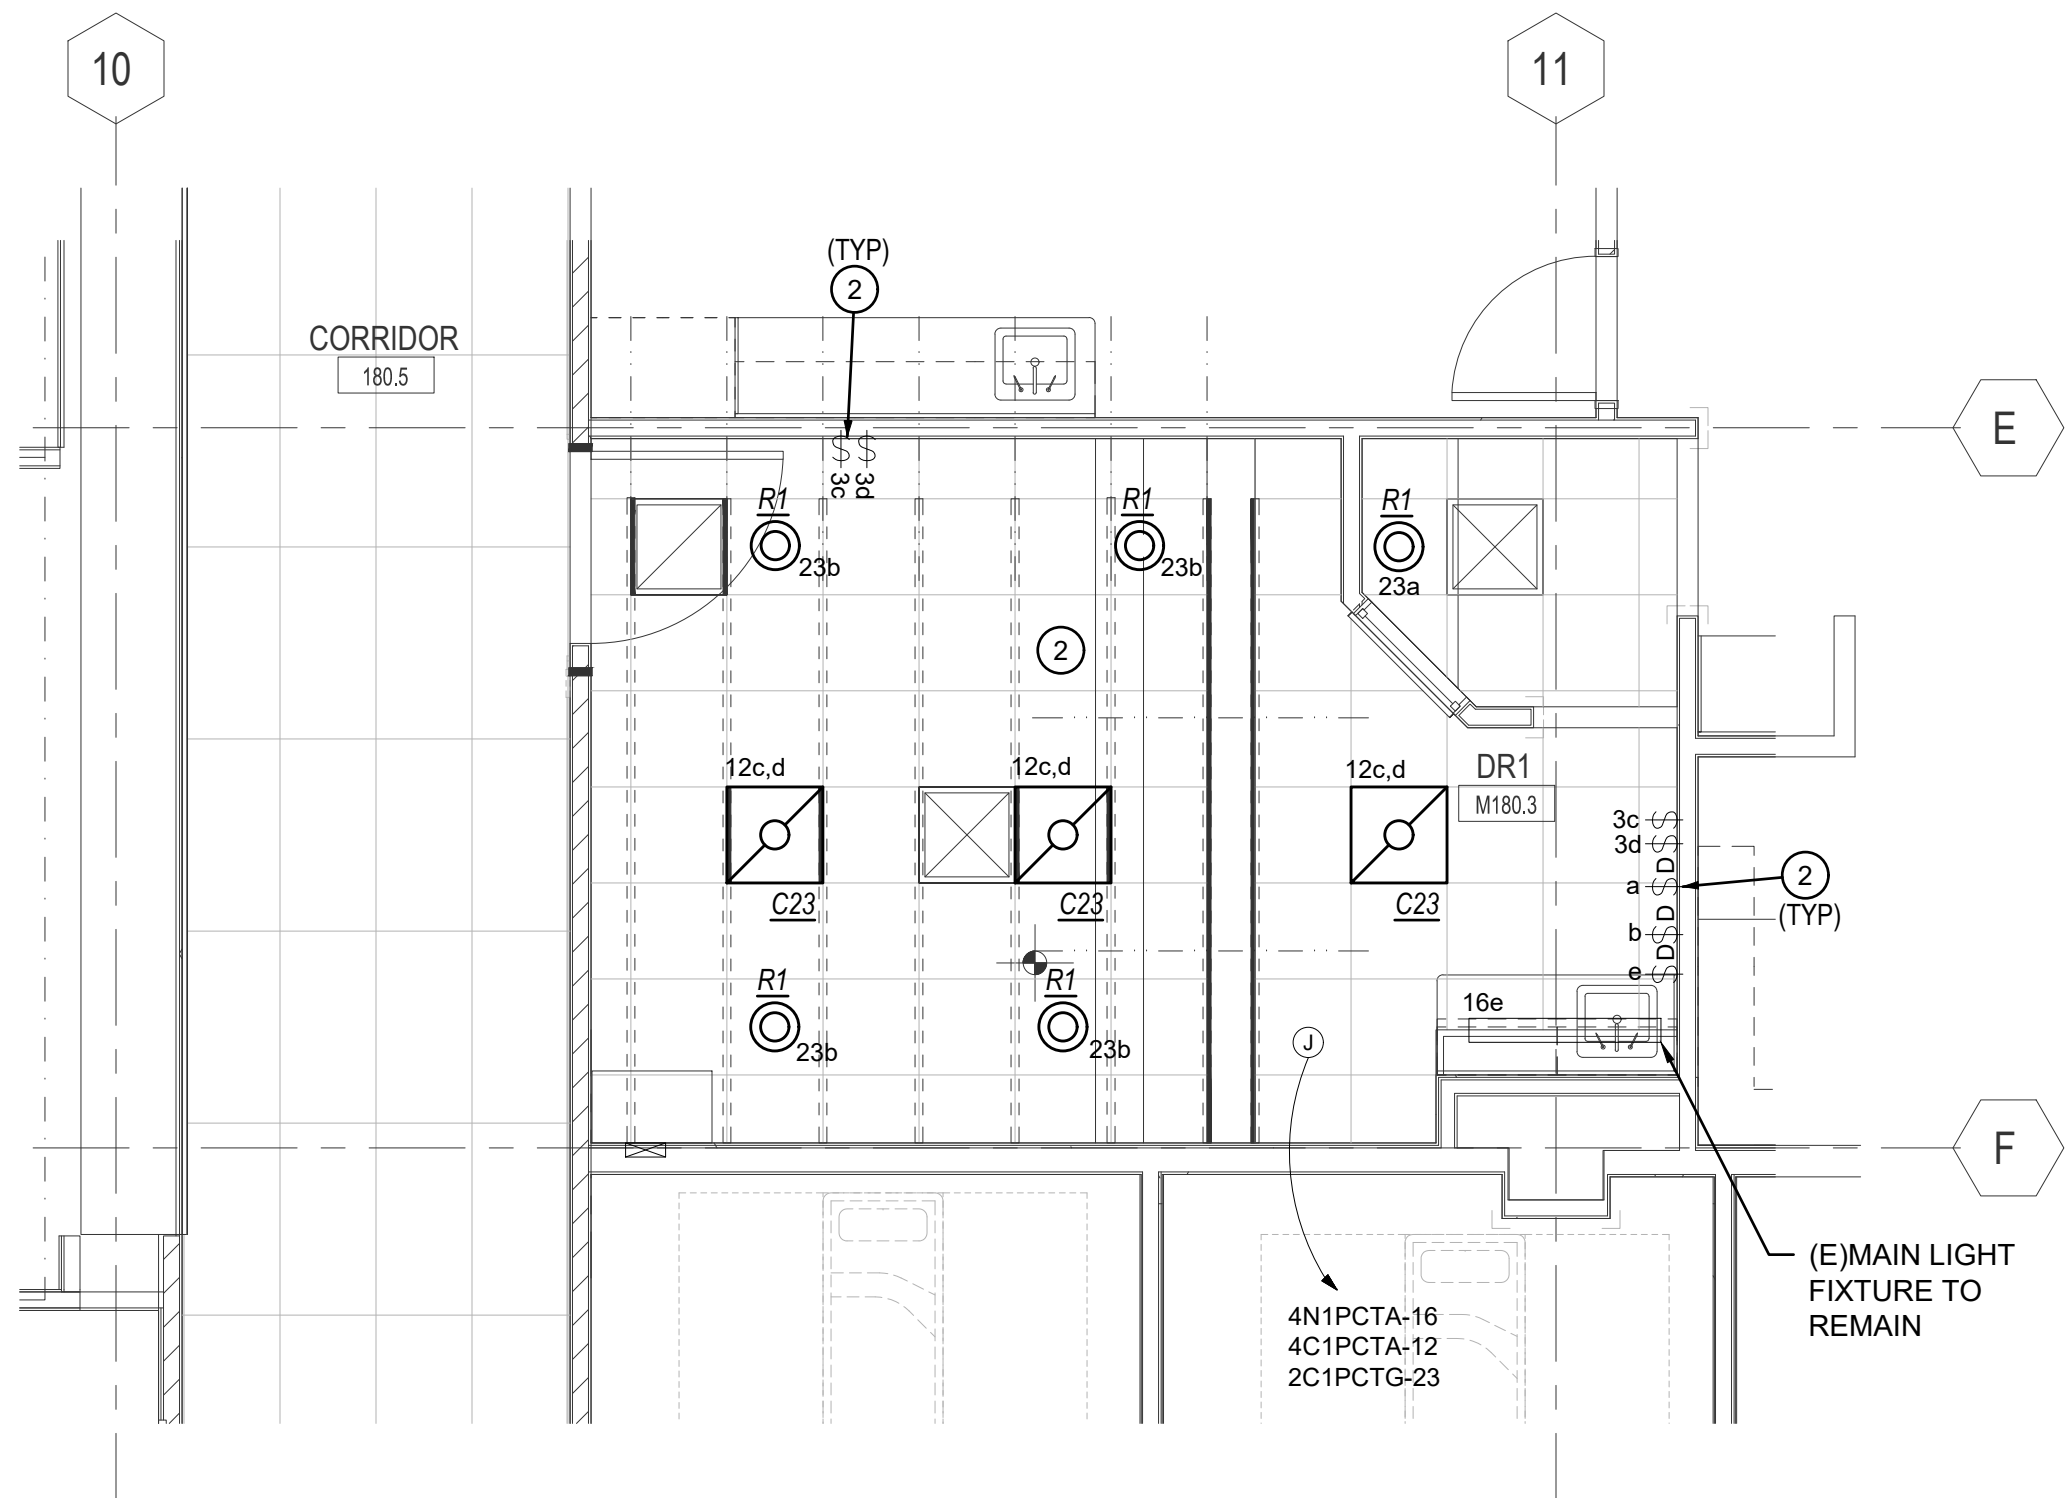 10
11
(TYP)
2
CORRIDOR
180.5
E
3c
3d
R1
R1
R1
23b
23b
23a
2
12c,d
12c,d
12c,d
DR1
M180.3
3c
3d
D
a
2
(TYP)
C23
C23
C23
D
b
D
e
R1
R1
16e
23b
23b
J
F
(E)MAIN LIGHT
FIXTURE TO
REMAIN
4N1PCTA-16
4C1PCTA-12
2C1PCTG-23